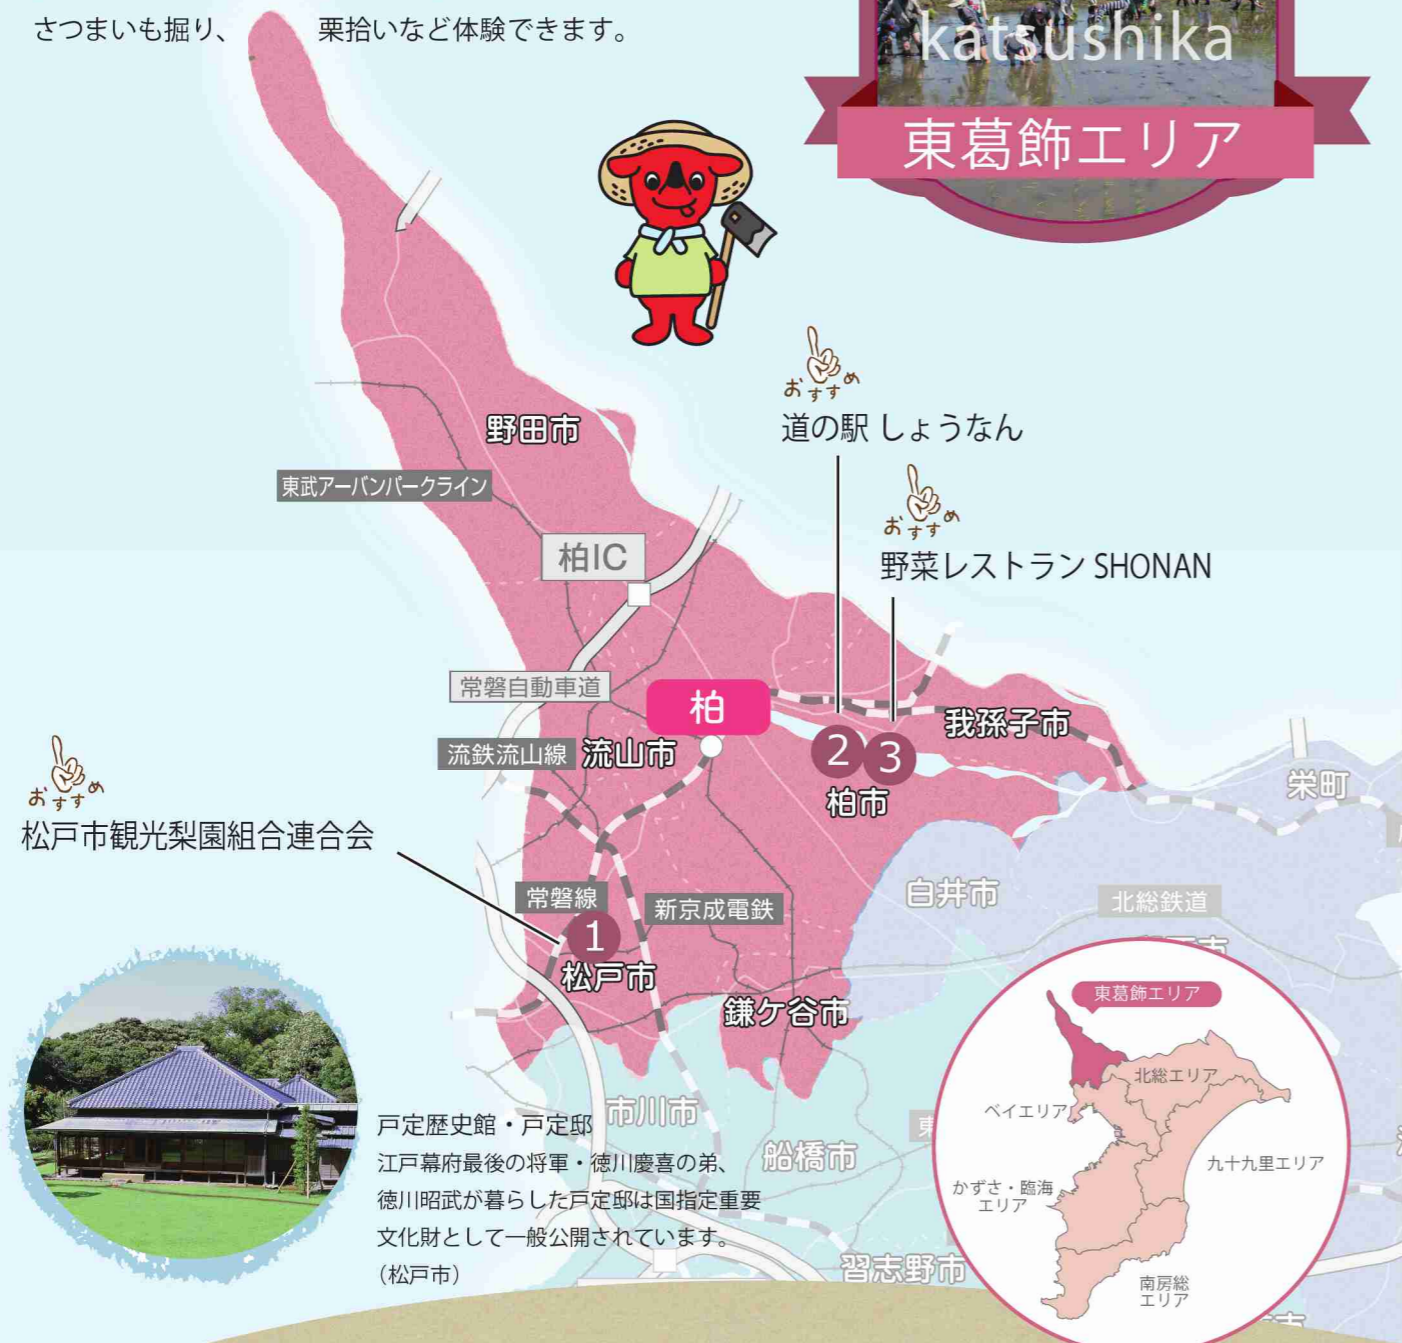 さつまいも掘り、 栗拾いなど体験できます。
katsushika
東葛飾エリア
おすすめ
道の駅 しょうなん
おすすめ
野菜レストラン SHONAN
野田市
東武アーバンパークライン
柏IC
常磐自動車道
柏
流鉄流山線
流山市
2
3
我孫子市
柏市
栄町
おすすめ
松戸市観光梨園組合連合会
常磐線
新京成電鉄
白井市
北総鉄道
1
松戸市
鎌ケ谷市
市川市
船橋市
習志野市
戸定歴史館・戸定邸
江戸幕府最後の将軍・徳川慶喜の弟、
徳川昭武が暮らした戸定邸は国指定重要
文化財として一般公開されています。
（松戸市）
東葛飾エリア
北総エリア
ベイエリア
九十九里エリア
かずさ・臨海
エリア
南房総
エリア